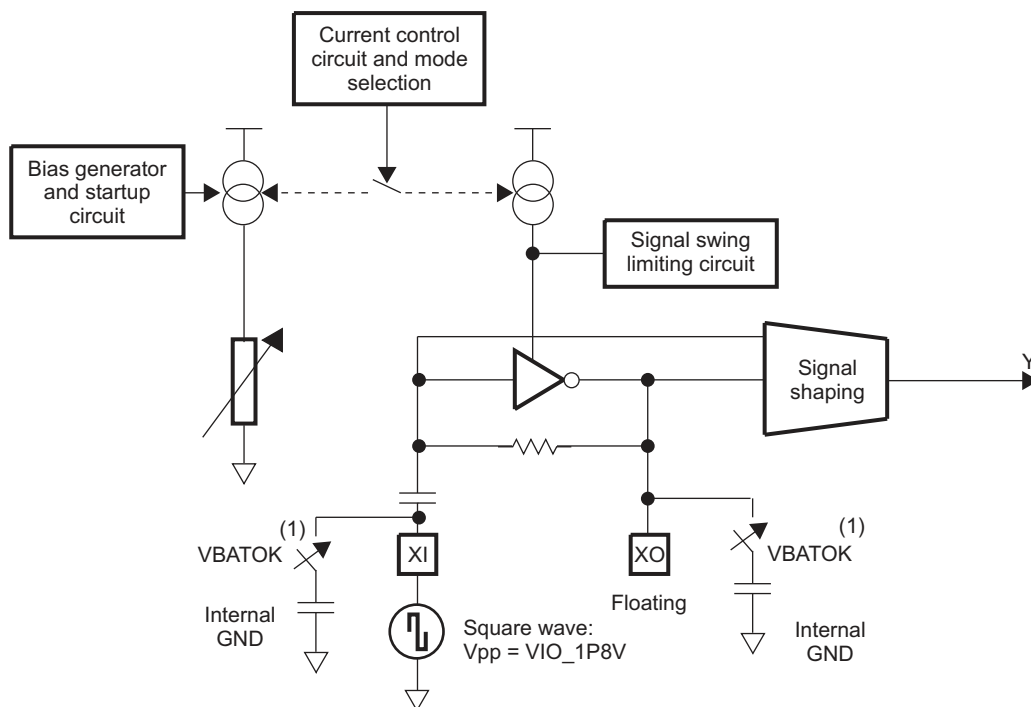 Current control
circuit and mode
selection
Bias generator
and startup
circuit
Signal swing
limiting circuit
Signal
shaping
Y
(1)
VBATOK
XI
XO
(1)
VBATOK
Floating
Internal
GND
Square wave:
Vpp = VIO_1P8V
Internal
GND